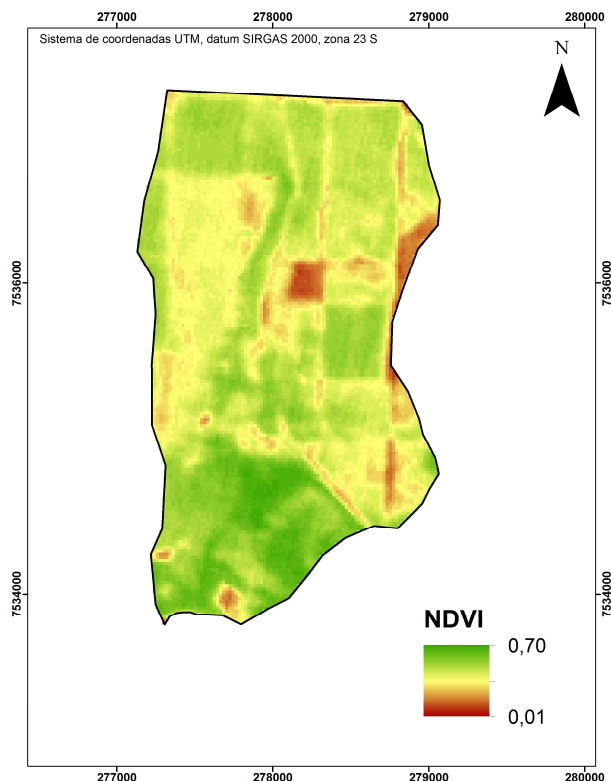 277000 278000 279000 280000
Sistema de coordenadas UTM, datum SIRGAS 2000, zona 23 S
N
7536000 7536000
7534000 7534000
NDVI
0,70
0,01
277000 278000 279000 280000